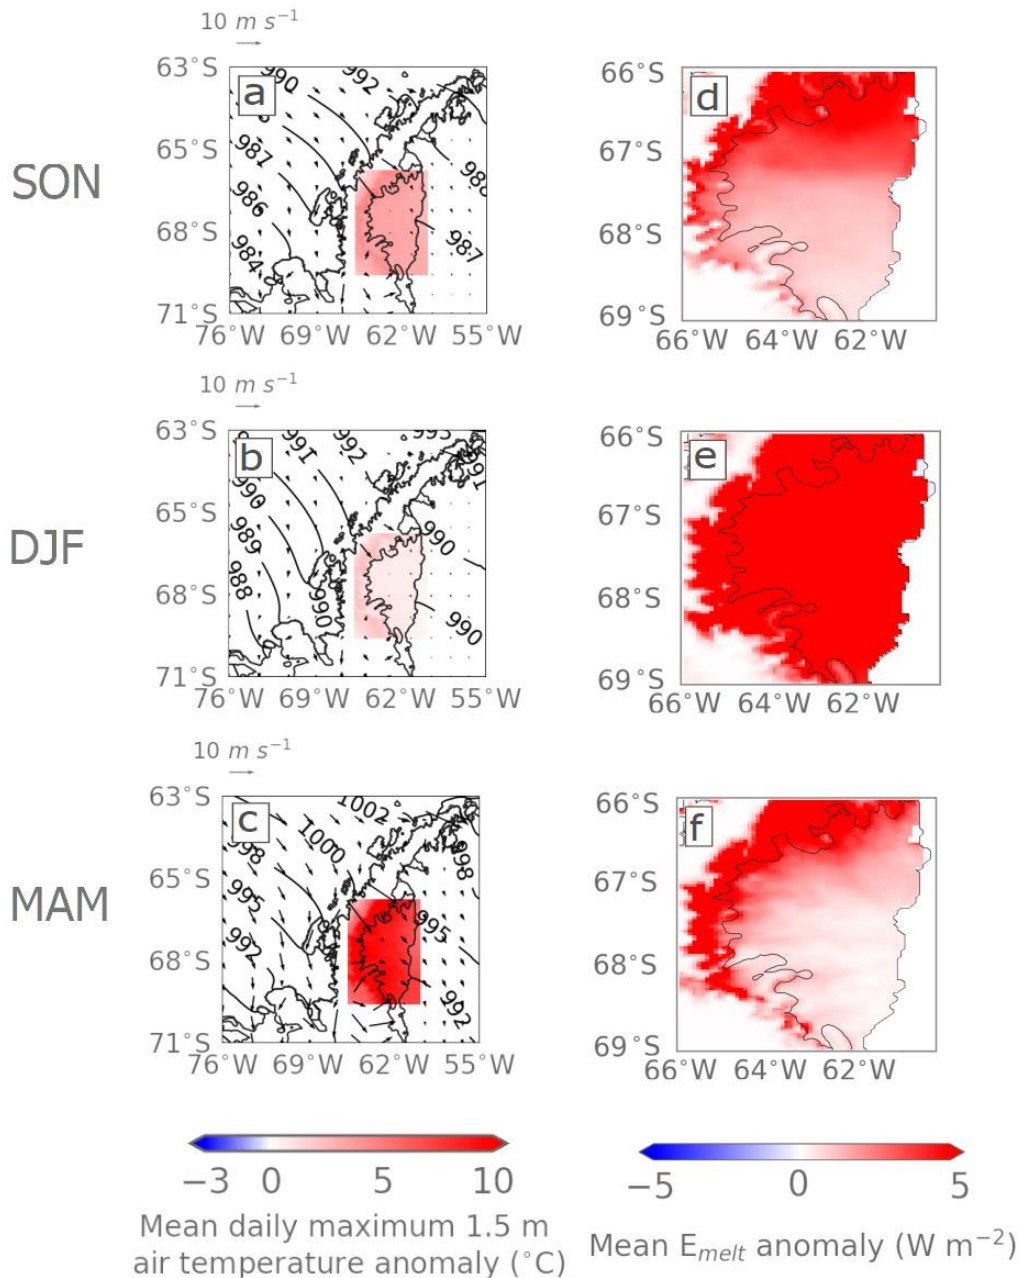 10 m s⁻¹
63°S
65°S
68°S
71°S
76°W 69°W 62°W 55°W
SON
a
990
992
987
986
984
987
d
66°S
67°S
68°S
69°S
66°W 64°W 62°W
10 m s⁻¹
63°S
65°S
68°S
71°S
76°W 69°W 62°W 55°W
DJF
b
991
992
990
989
988
990
990
990
e
66°S
67°S
68°S
69°S
66°W 64°W 62°W
10 m s⁻¹
63°S
65°S
68°S
71°S
76°W 69°W 62°W 55°W
MAM
c
1002
1000
998
998
995
995
992
992
f
66°S
67°S
68°S
69°S
66°W 64°W 62°W
−3 0 5 10
Mean daily maximum 1.5 m
air temperature anomaly (°C)
−5 0 5
Mean Emelt anomaly (W m⁻²)